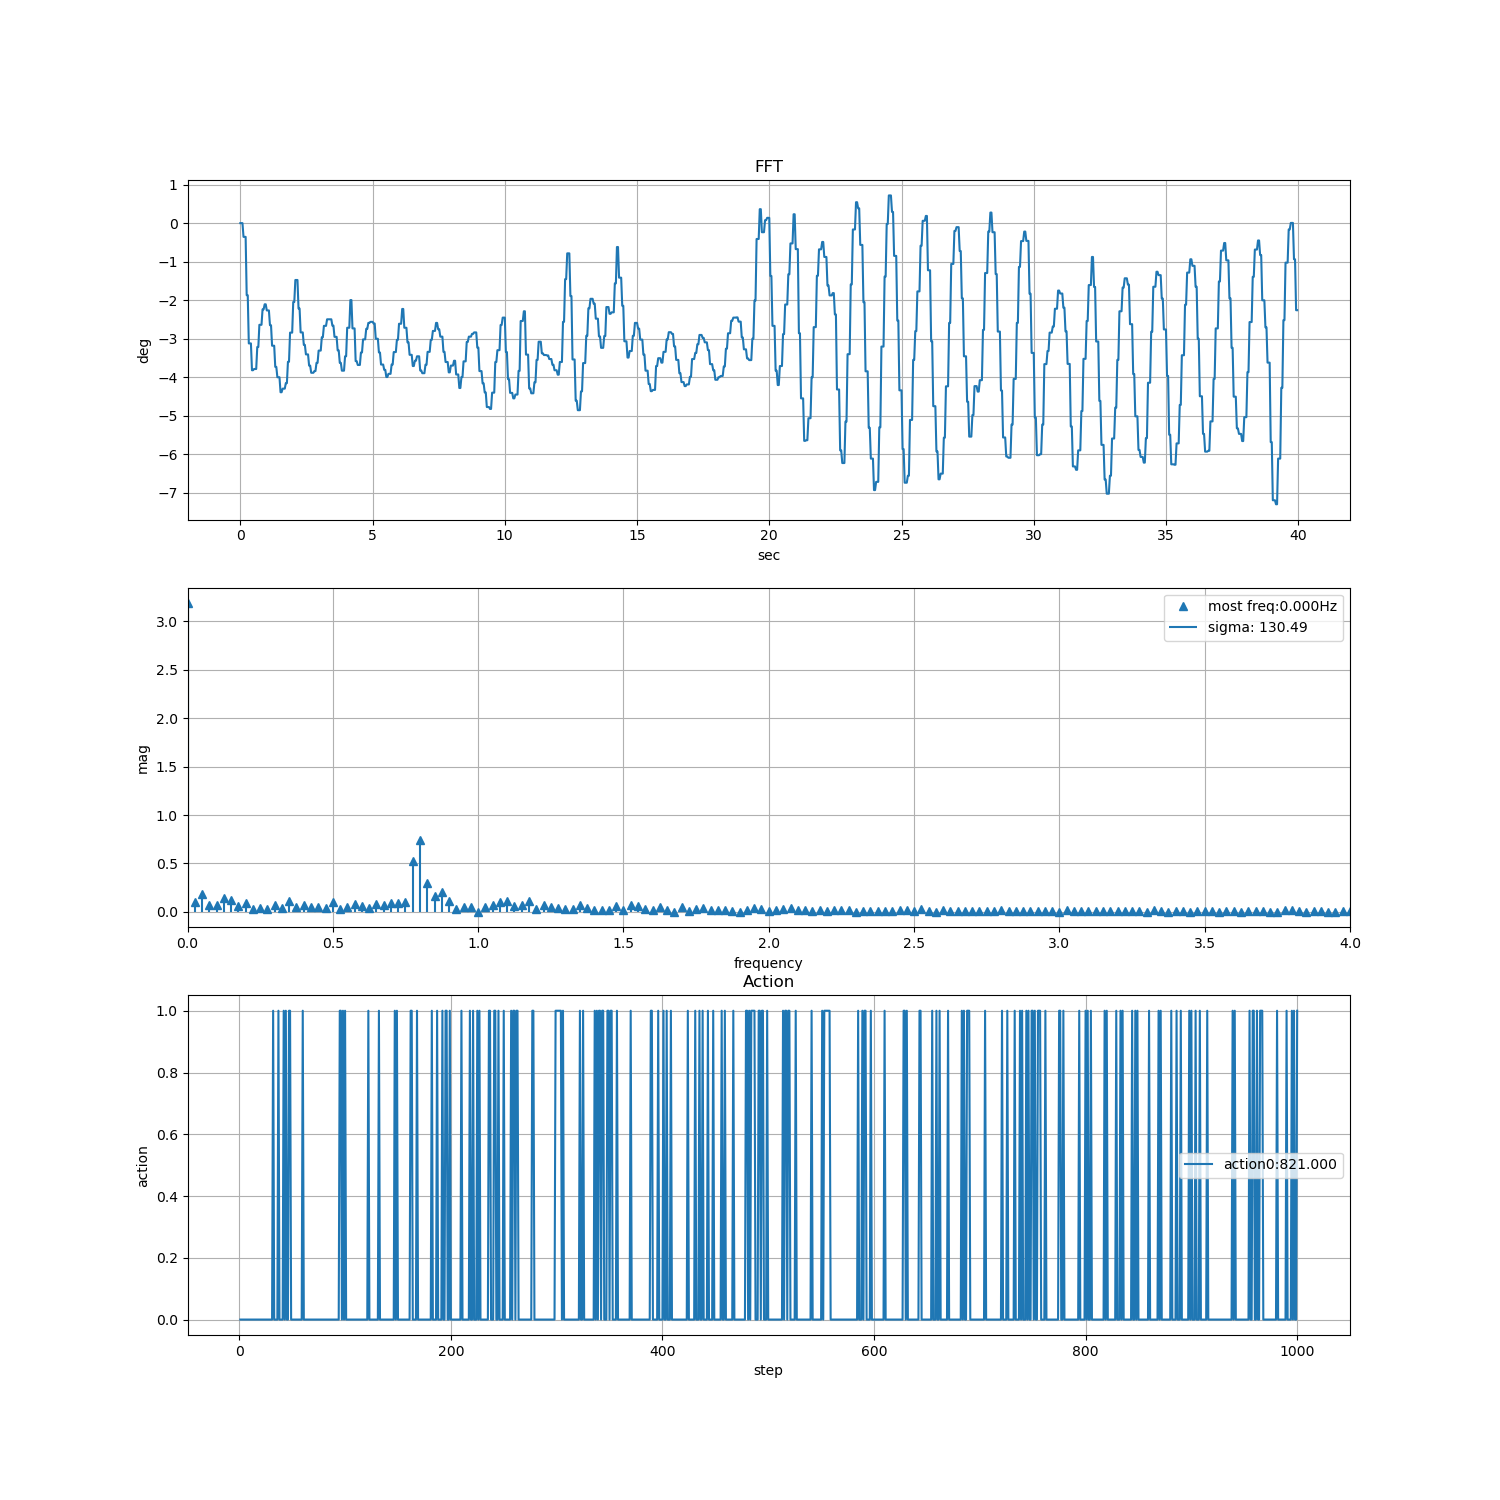 FFT
1
0
−1
−2
−3
−4
−5
−6
−7
deg
0 5 10 15 20 25 30 35 40
sec
3.0
2.5
2.0
1.5
1.0
0.5
0.0
mag
most freq:0.000Hz
sigma: 130.49
0.0 0.5 1.0 1.5 2.0 2.5 3.0 3.5 4.0
frequency
Action
1.0
0.8
0.6
0.4
0.2
0.0
action
action0:821.000
0 200 400 600 800 1000
step